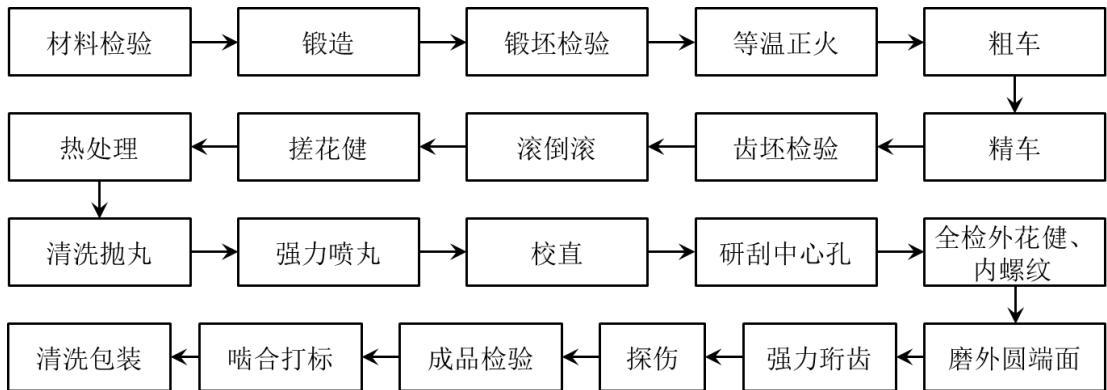 材料检验
锻造
锻坯检验
等温正火
粗车
精车
齿坯检验
滚倒滚
搓花健
热处理
清洗抛丸
强力喷丸
校直
研刮中心孔
全检外花健、
内螺纹
磨外圆端面
强力珩齿
探伤
成品检验
啮合打标
清洗包装